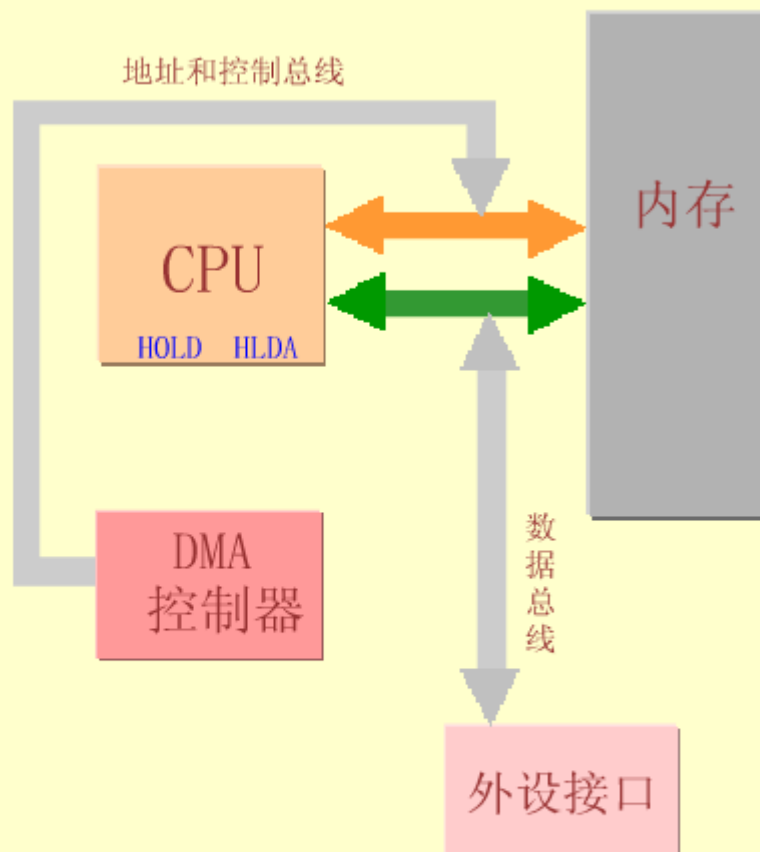 地址和控制总线
内存
CPU
HOLD HLDA
DMA
控制器
数据总线
外设接口